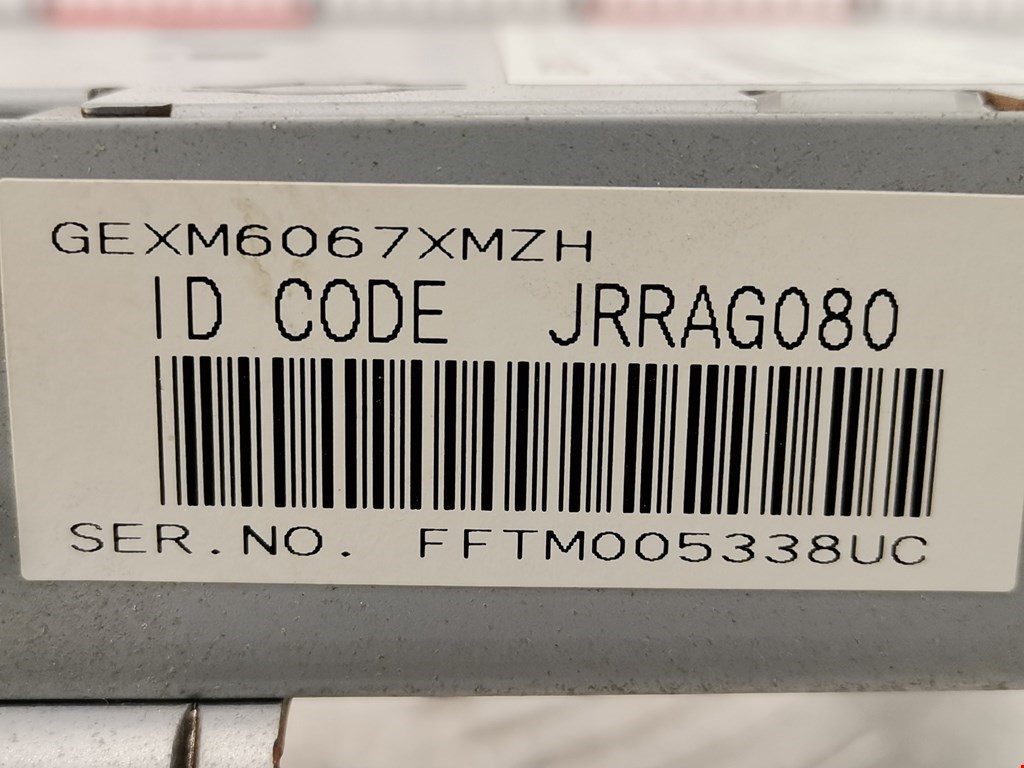 GEXM6067XMZH
ID CODE JRRAG080
SER.NO. FFTM005338UC